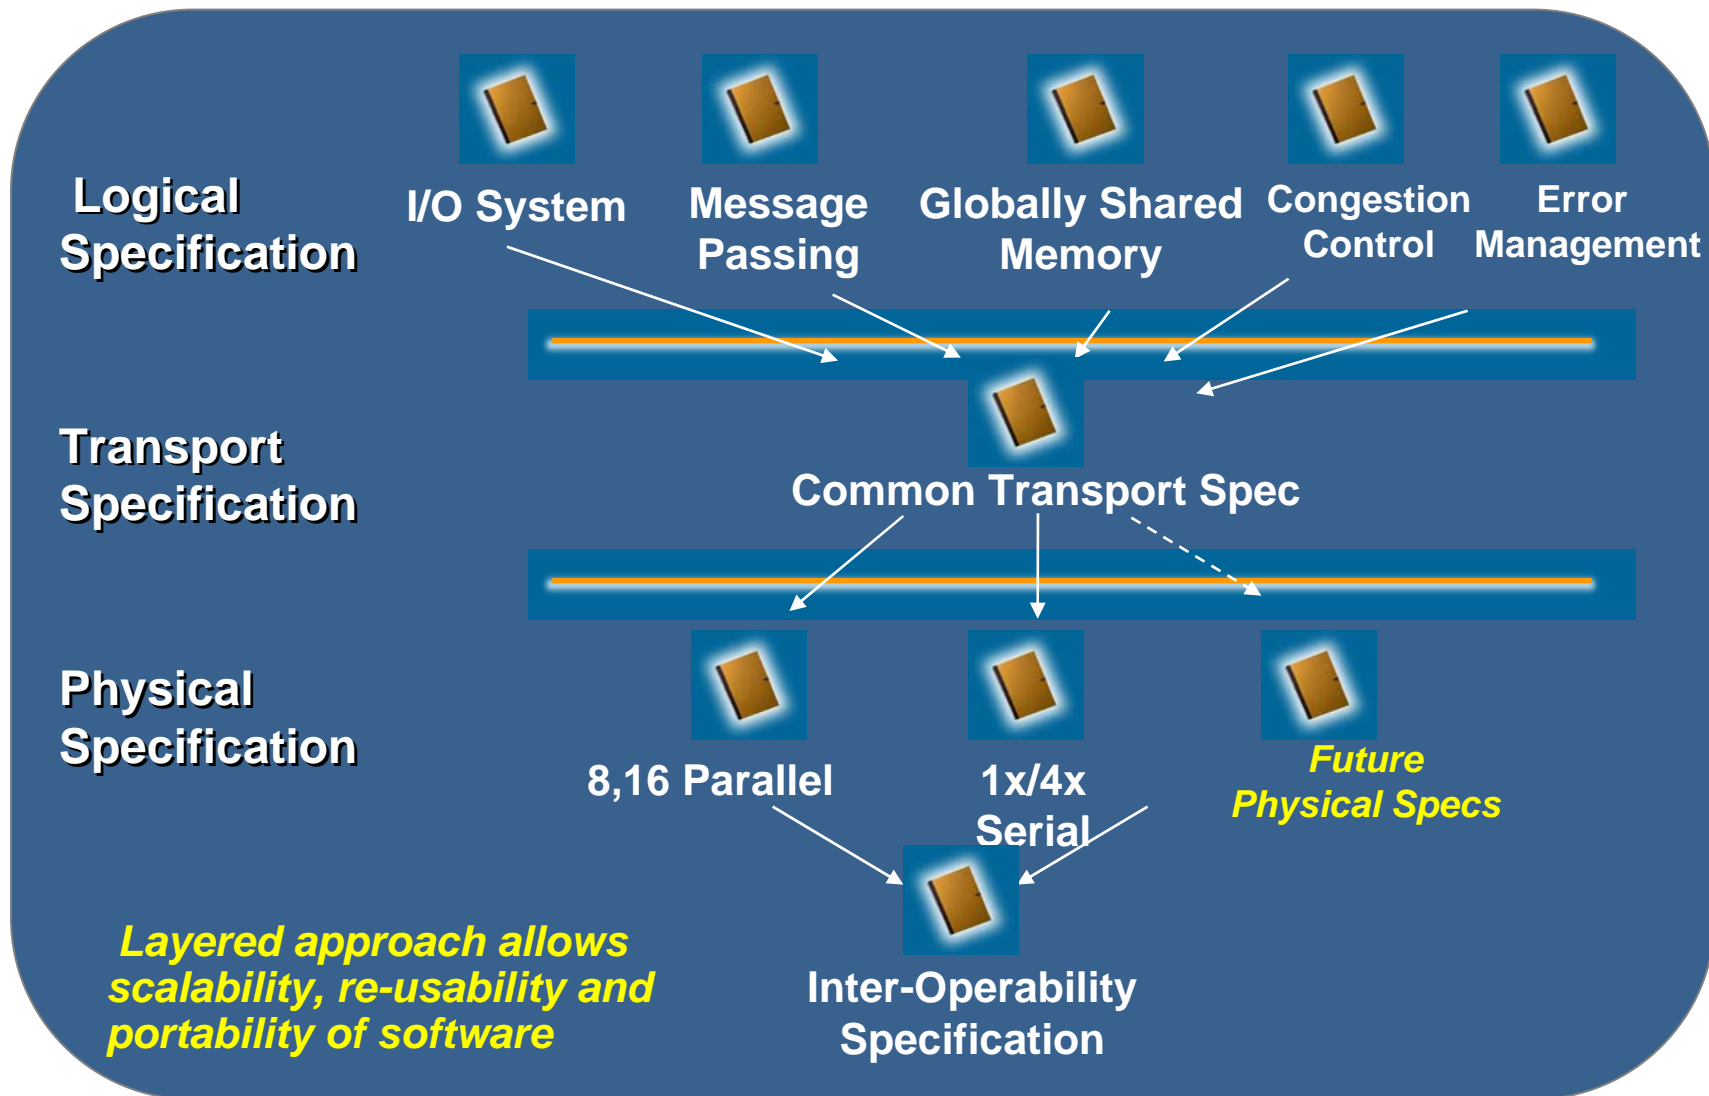 Logical
Specification
I/O System
Message
Passing
Globally Shared
Memory
Congestion
Control
Error
Management
Transport
Specification
Common Transport Spec
Physical
Specification
8,16 Parallel
1x/4x
Serial
Future
Physical Specs
Layered approach allows
scalability, re-usability and
portability of software
Inter-Operability
Specification